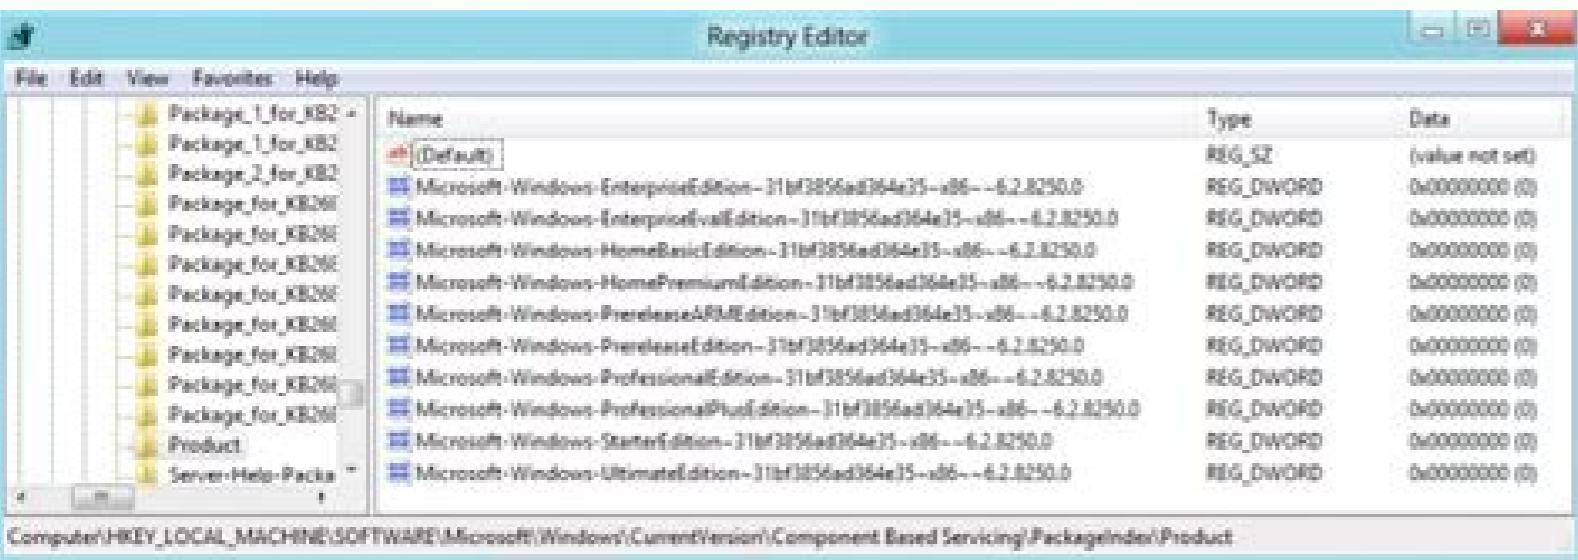 Registry Editor
File Edit View Favorites Help
Package_1_for_KB2
Package_1_for_KB2
Package_2_for_KB2
Package_for_KB260
Package_for_KB260
Package_for_KB260
Package_for_KB260
Package_for_KB260
Package_for_KB260
Package_for_KB260
Package_for_KB260
Product
Server-Help-Packa
Name Type Data
(Default) REG_SZ (value not set)
Microsoft-Windows-EnterpriseEdition~31bf3856ad364e35~x86~~6.2.8250.0 REG_DWORD 0x00000000 (0)
Microsoft-Windows-EnterpriseEvalEdition~31bf3856ad364e35~x86~~6.2.8250.0 REG_DWORD 0x00000000 (0)
Microsoft-Windows-HomeBasicEdition~31bf3856ad364e35~x86~~6.2.8250.0 REG_DWORD 0x00000000 (0)
Microsoft-Windows-HomePremiumEdition~31bf3856ad364e35~x86~~6.2.8250.0 REG_DWORD 0x00000000 (0)
Microsoft-Windows-PrereleaseARMEdition~31bf3856ad364e35~x86~~6.2.8250.0 REG_DWORD 0x00000000 (0)
Microsoft-Windows-PrereleaseEdition~31bf3856ad364e35~x86~~6.2.8250.0 REG_DWORD 0x00000000 (0)
Microsoft-Windows-ProfessionalEdition~31bf3856ad364e35~x86~~6.2.8250.0 REG_DWORD 0x00000000 (0)
Microsoft-Windows-ProfessionalPlusEdition~31bf3856ad364e35~x86~~6.2.8250.0 REG_DWORD 0x00000000 (0)
Microsoft-Windows-StarterEdition~31bf3856ad364e35~x86~~6.2.8250.0 REG_DWORD 0x00000000 (0)
Microsoft-Windows-UltimateEdition~31bf3856ad364e35~x86~~6.2.8250.0 REG_DWORD 0x00000000 (0)
Computer\HKEY_LOCAL_MACHINE\SOFTWARE\Microsoft\Windows\CurrentVersion\Component Based Servicing\PackageIndex\Product